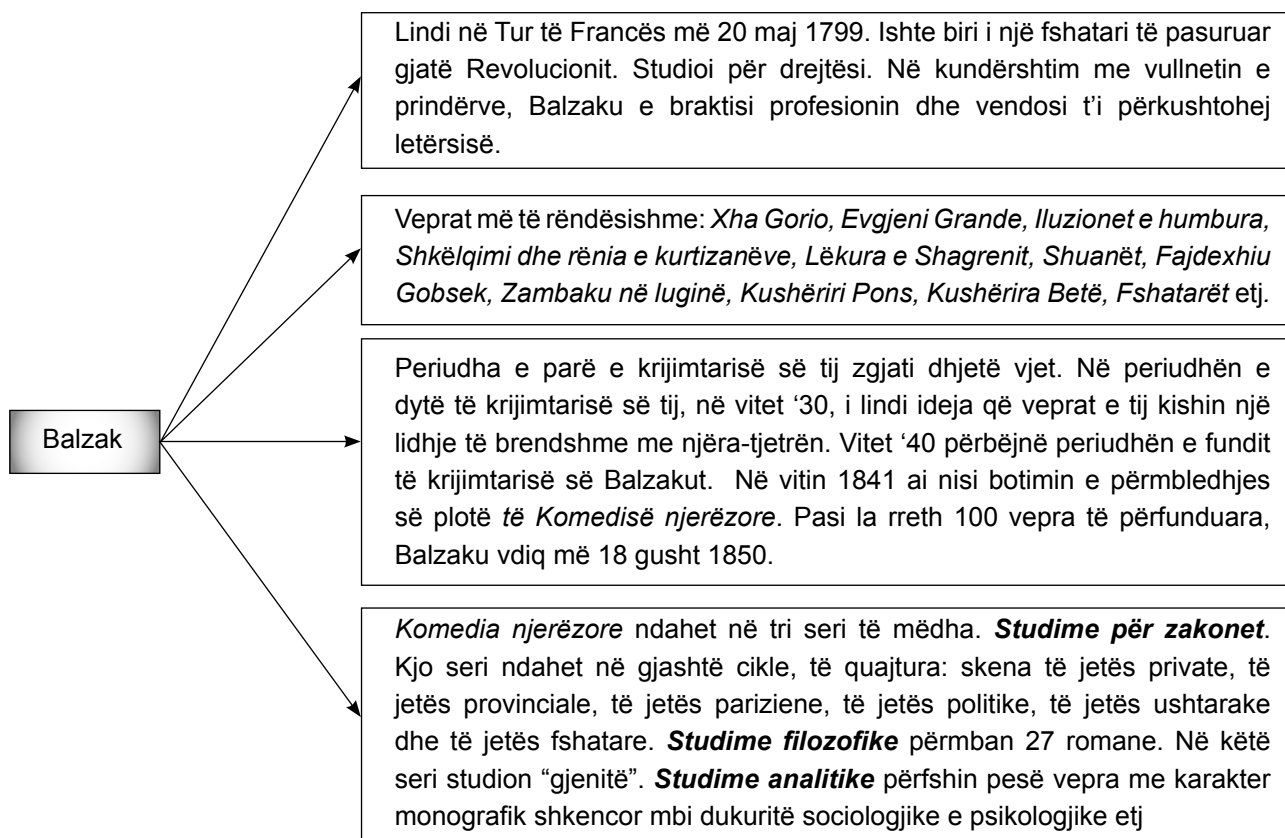 Balzak
Lindi në Tur të Francës më 20 maj 1799. Ishte biri i një fshatari të pasuruar
gjatë Revolucionit. Studioi për drejtësi. Në kundërshtim me vullnetin e
prindërve, Balzaku e braktisi profesionin dhe vendosi t’i përkushtohej
letërsisë.
Veprat më të rëndësishme: Xha Gorio, Evgjeni Grande, Iluzionet e humbura,
Shkëlqimi dhe rënia e kurtizanëve, Lëkura e Shagrenit, Shuanët, Fajdexhiu
Gobsek, Zambaku në luginë, Kushëriri Pons, Kushërira Betë, Fshatarët etj.
Periudha e parë e krijimtarisë së tij zgjati dhjetë vjet. Në periudhën e
dytë të krijimtarisë së tij, në vitet ‘30, i lindi ideja që veprat e tij kishin një
lidhje të brendshme me njëra-tjetrën. Vitet ‘40 përbëjnë periudhën e fundit
të krijimtarisë së Balzakut. Në vitin 1841 ai nisi botimin e përmbledhjes
së plotë të Komedisë njerëzore. Pasi la rreth 100 vepra të përfunduara,
Balzaku vdiq më 18 gusht 1850.
Komedia njerëzore ndahet në tri seri të mëdha. Studime për zakonet.
Kjo seri ndahet në gjashtë cikle, të quajtura: skena të jetës private, të
jetës provinciale, të jetës pariziene, të jetës politike, të jetës ushtarake
dhe të jetës fshatare. Studime filozofike përmban 27 romane. Në këtë
seri studion “gjenitë”. Studime analitike përfshin pesë vepra me karakter
monografik shkencor mbi dukuritë sociologjike e psikologjike etj